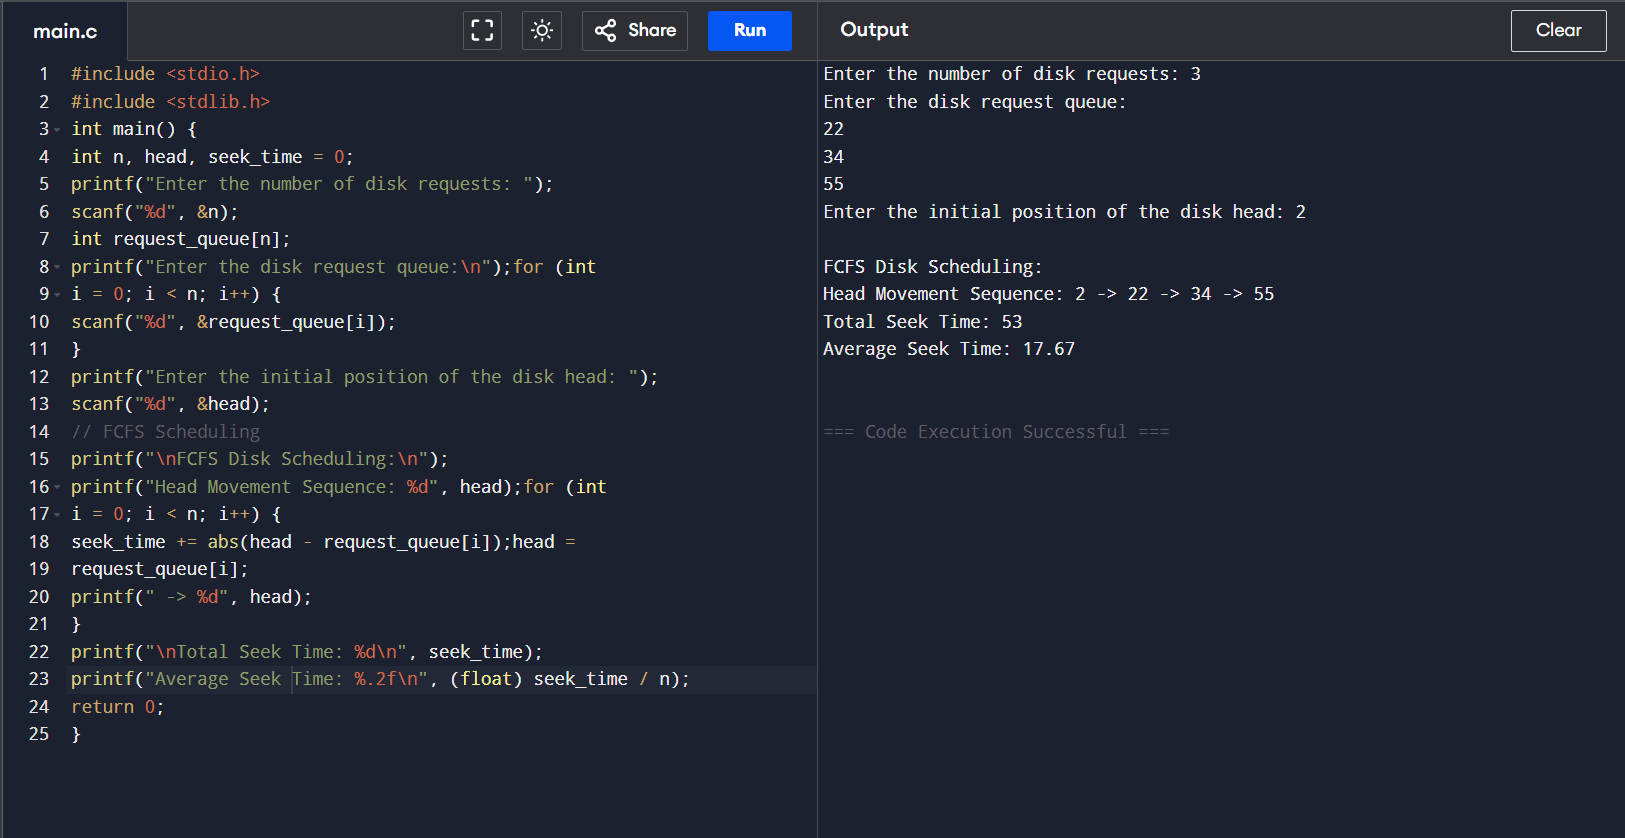 main.c
Share
Run
Output
Clear
1 #include <stdio.h>
2 #include <stdlib.h>
3 int main() {
4 int n, head, seek_time = 0;
5 printf("Enter the number of disk requests: ");
6 scanf("%d", &n);
7 int request_queue[n];
8 printf("Enter the disk request queue:\n");for (int
9 i = 0; i < n; i++) {
10 scanf("%d", &request_queue[i]);
11 }
12 printf("Enter the initial position of the disk head: ");
13 scanf("%d", &head);
14 // FCFS Scheduling
15 printf("\nFCFS Disk Scheduling:\n");
16 printf("Head Movement Sequence: %d", head);for (int
17 i = 0; i < n; i++) {
18 seek_time += abs(head - request_queue[i]);head =
19 request_queue[i];
20 printf(" -> %d", head);
21 }
22 printf("\nTotal Seek Time: %d\n", seek_time);
23 printf("Average Seek Time: %.2f\n", (float) seek_time / n);
24 return 0;
25 }
Enter the number of disk requests: 3
Enter the disk request queue:
22
34
55
Enter the initial position of the disk head: 2
FCFS Disk Scheduling:
Head Movement Sequence: 2 -> 22 -> 34 -> 55
Total Seek Time: 53
Average Seek Time: 17.67
=== Code Execution Successful ===